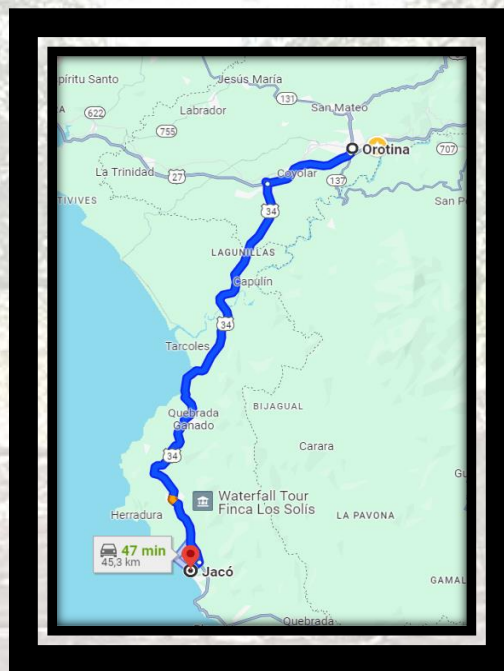 píritu Santo
Jesús María
131
622
Labrador
San Mateo
755
Orotina
707
La Trinidad
27
Coyolar
137
TIVIVES
34
San P
LAGUNILLAS
Capulín
34
Tarcoles
Quebrada
Ganado
BIJAGUAL
34
Carara
Gu
Waterfall Tour
Finca Los Solís
Herradura
LA PAVONA
47 min
45,3 km
Jacó
GAMAL
Quebrada